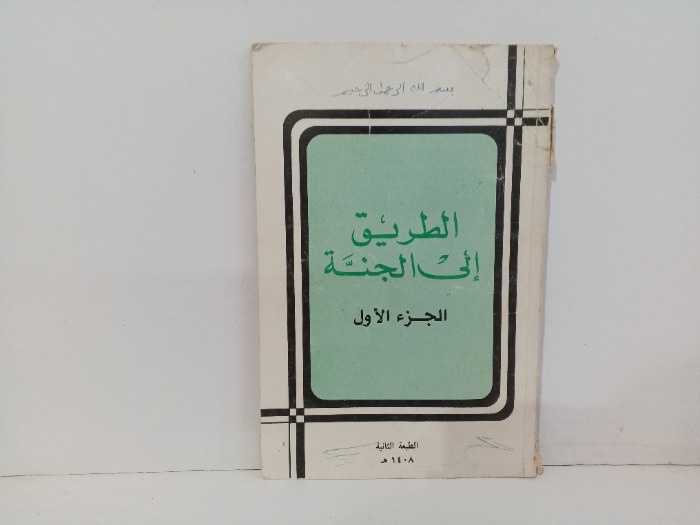 بسم الله الرحمن الرحيم
الطريق
إلى الجنة
الجزء الأول
الطبعة الثانية
١٤٠٨ هـ